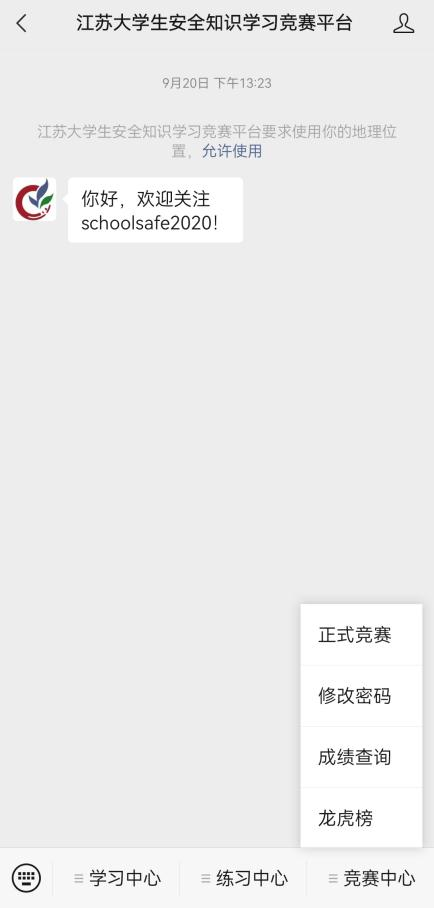 江苏大学生安全知识学习竞赛平台
9月20日 下午13:23
江苏大学生安全知识学习竞赛平台要求使用你的地理位
置，允许使用
你好，欢迎关注
schoolsafe2020！
正式竞赛
修改密码
成绩查询
龙虎榜
学习中心
练习中心
竞赛中心